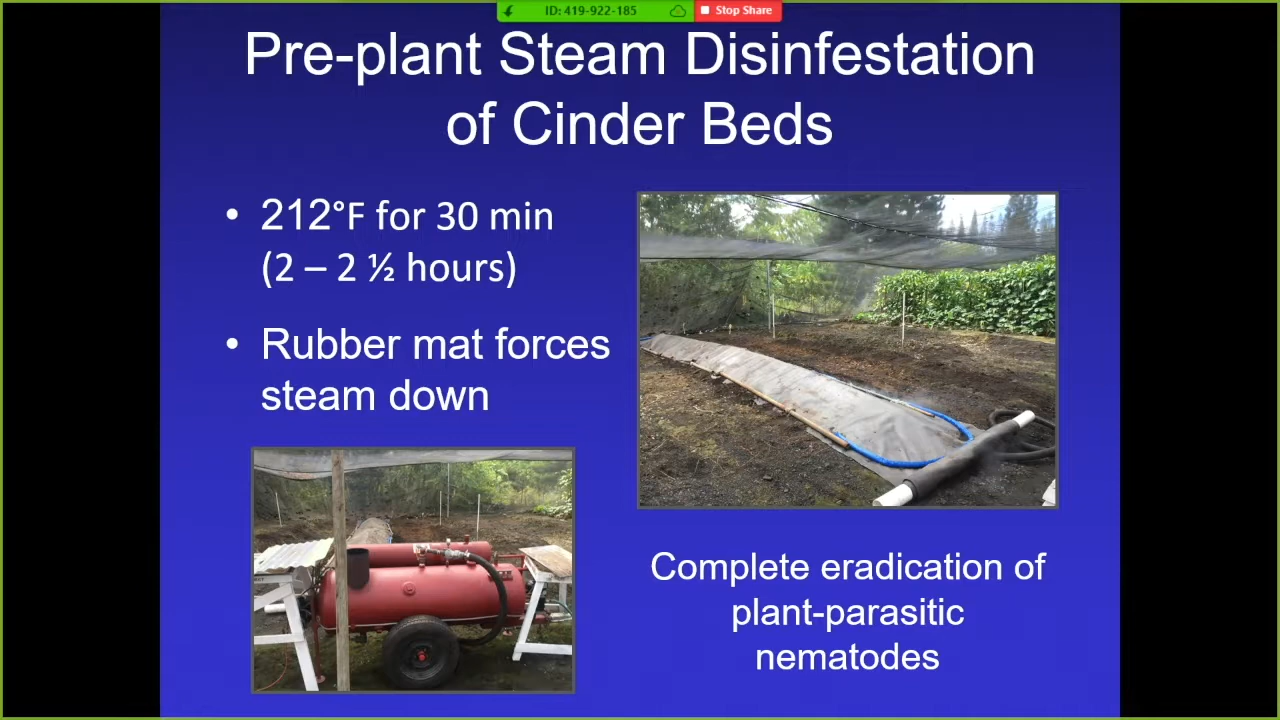 ID: 419-922-185
Stop Share
Pre-plant Steam Disinfestation
of Cinder Beds
• 212°F for 30 min
(2 – 2 ½ hours)
• Rubber mat forces
steam down
Complete eradication of
plant-parasitic
nematodes